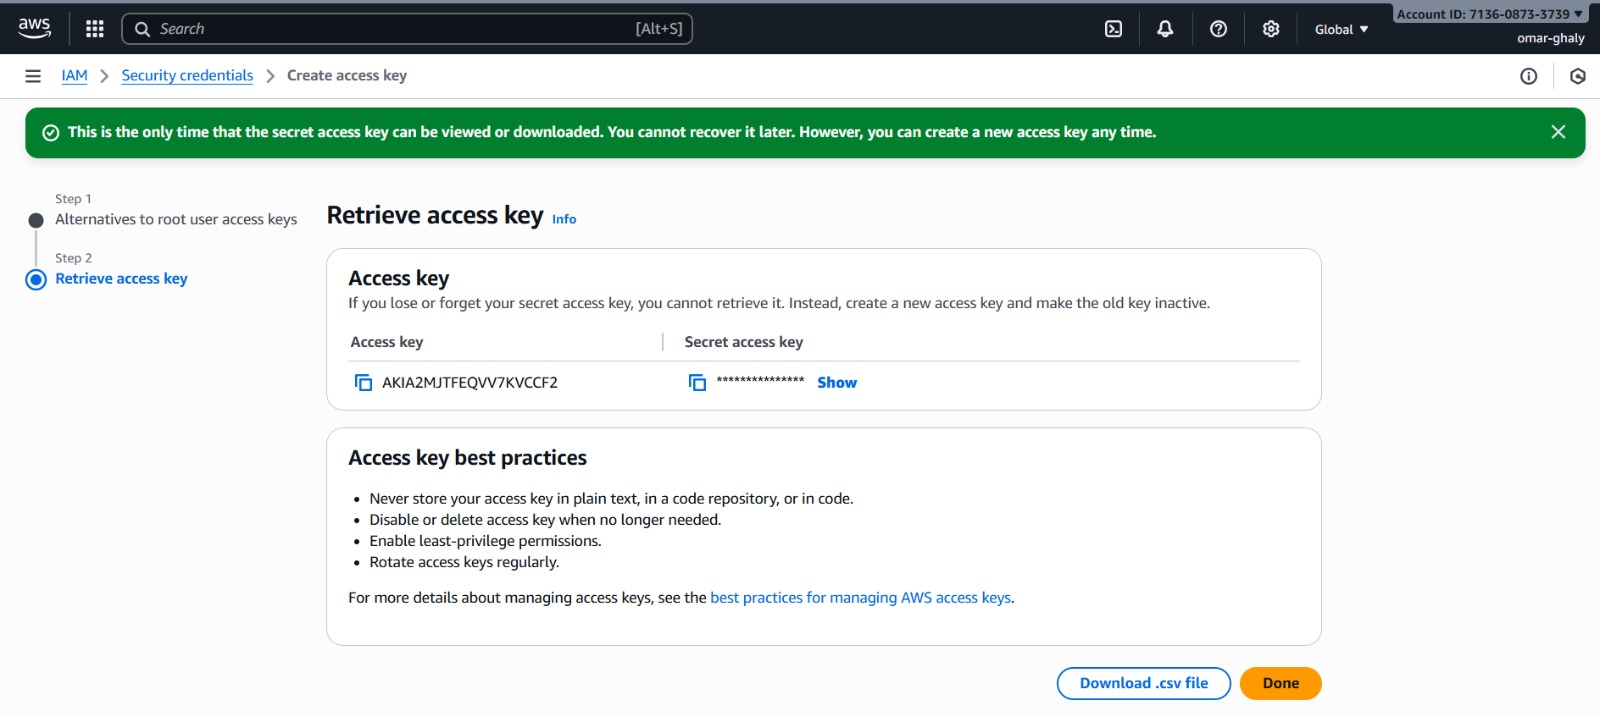 aws
Search
[Alt+S]
Global
Account ID: 7136-0873-3739
omar-ghaly
IAM
Security credentials
Create access key
This is the only time that the secret access key can be viewed or downloaded. You cannot recover it later. However, you can create a new access key any time.
Step 1
Alternatives to root user access keys
Step 2
Retrieve access key
Retrieve access key Info
Access key
If you lose or forget your secret access key, you cannot retrieve it. Instead, create a new access key and make the old key inactive.
Access key
Secret access key
AKIA2MJTFEQVV7KVCCF2
*************** Show
Access key best practices
• Never store your access key in plain text, in a code repository, or in code.
• Disable or delete access key when no longer needed.
• Enable least-privilege permissions.
• Rotate access keys regularly.
For more details about managing access keys, see the best practices for managing AWS access keys.
Download .csv file
Done